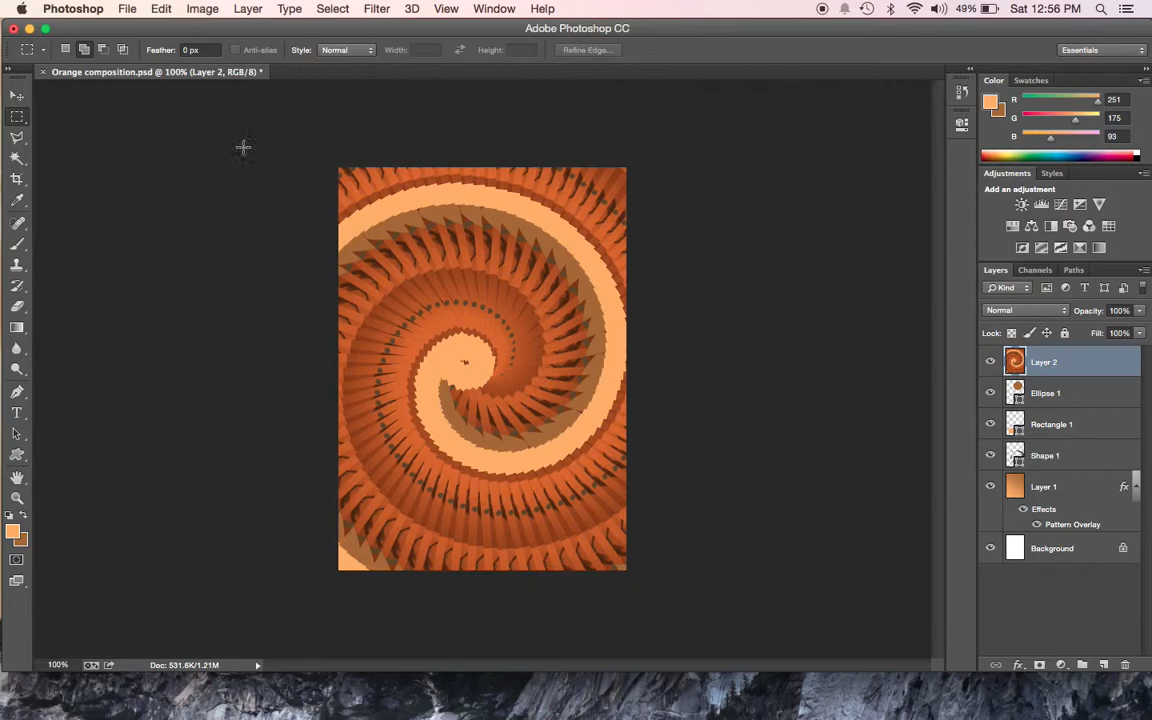 Photoshop File Edit Image Layer Type Select Filter 3D View Window Help 49% Sat 12:56 PM
Adobe Photoshop CC
Feather: 0 px Anti-alias Style: Normal Width: Height: Refine Edge... Essentials
× Orange composition.psd @ 100% (Layer 2, RGB/8) *
Color Swatches
R 251
G 175
B 93
Adjustments Styles
Add an adjustment
Layers Channels Paths
Kind
Normal Opacity: 100%
Lock: Fill: 100%
Layer 2
Ellipse 1
Rectangle 1
Shape 1
Layer 1 fx
Effects
Pattern Overlay
Background
100% Doc: 531.6K/1.21M fx